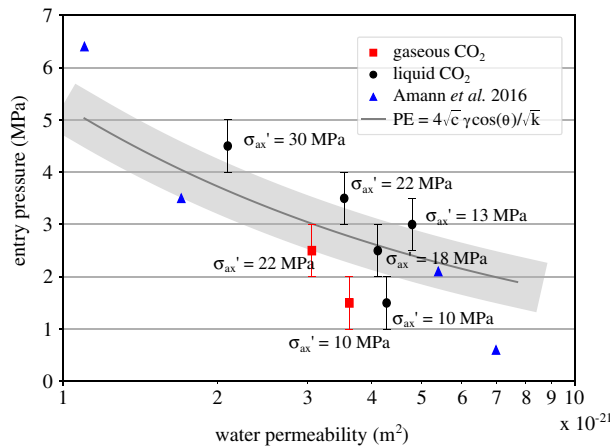 7
6
5
4
3
2
1
0
entry pressure (MPa)
gaseous CO₂
liquid CO₂
Amann et al. 2016
PE = 4√c γcos(θ)/√k
σax' = 30 MPa
σax' = 22 MPa
σax' = 13 MPa
σax' = 22 MPa
σax' = 18 MPa
σax' = 10 MPa
σax' = 10 MPa
1 2 3 4 5 6 7 8 9 10
water permeability (m²)
x 10-21